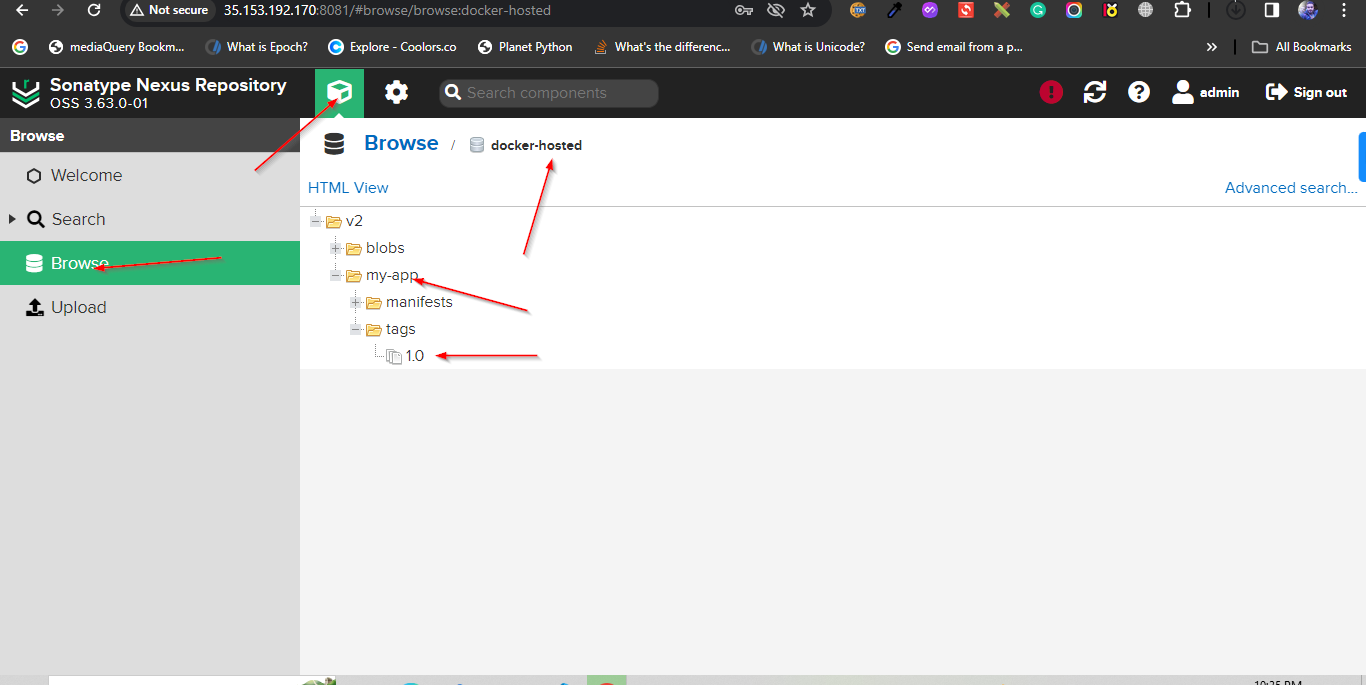 Not secure 35.153.192.170:8081/#browse/browse:docker-hosted
mediaQuery Bookm... What is Epoch? Explore - Coolors.co Planet Python What's the differenc... What is Unicode? Send email from a p... » All Bookmarks
Sonatype Nexus Repository
OSS 3.63.0-01
Search components
admin
Sign out
Browse
Welcome
Search
Browse
Upload
Browse / docker-hosted
HTML View
Advanced search...
v2
blobs
my-app
manifests
tags
1.0